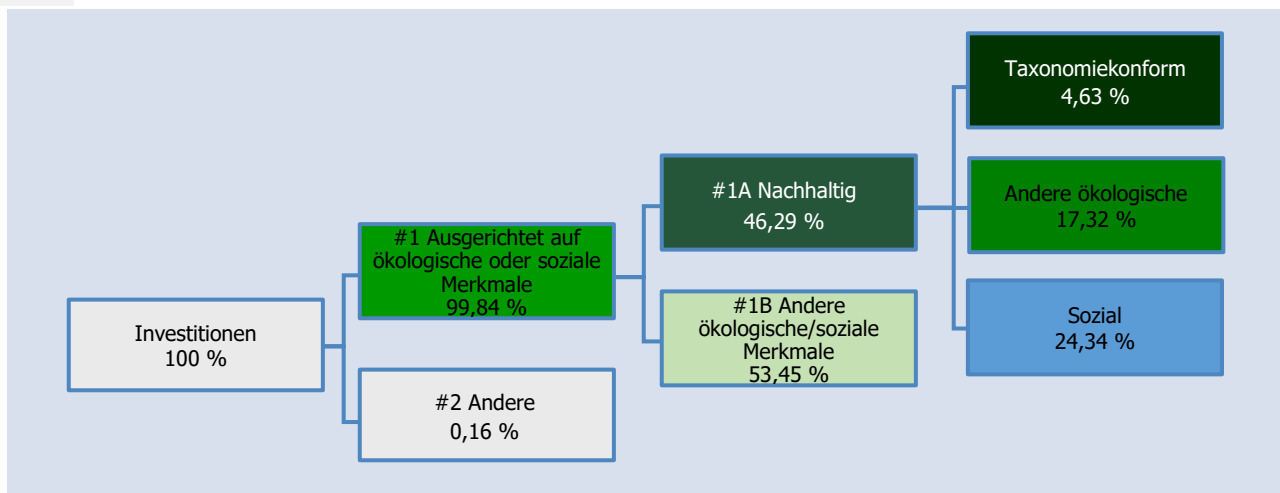 Investitionen
100 %
#1 Ausgerichtet auf
ökologische oder soziale
Merkmale
99,84 %
#2 Andere
0,16 %
#1A Nachhaltig
46,29 %
#1B Andere
ökologische/soziale
Merkmale
53,45 %
Taxonomiekonform
4,63 %
Andere ökologische
17,32 %
Sozial
24,34 %